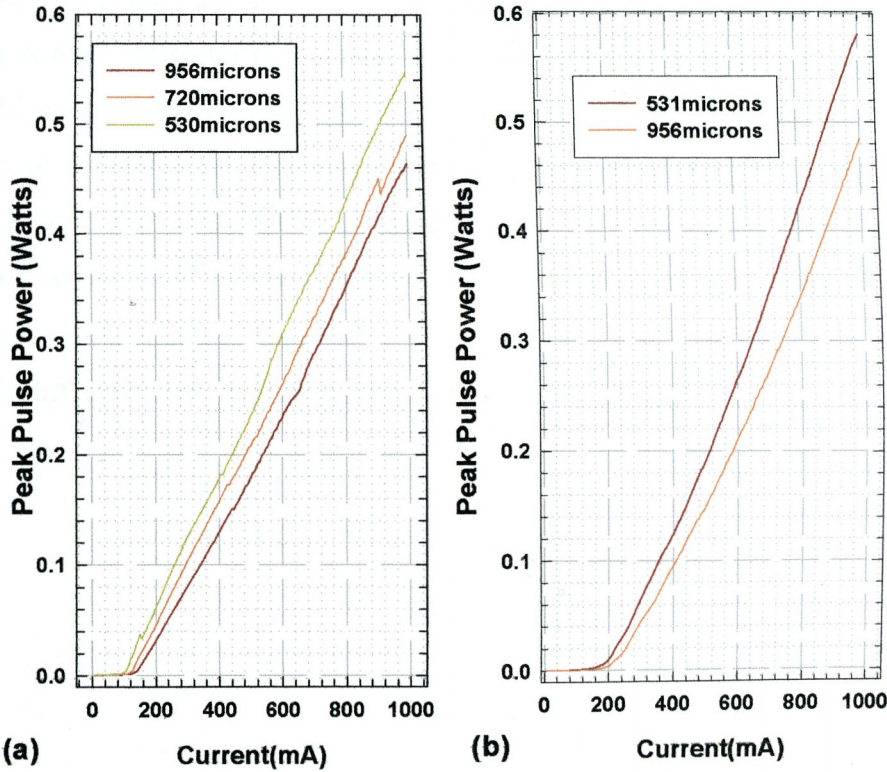 0.6
0.5
0.4
0.3
0.2
0.1
0.0
Peak Pulse Power (Watts)
956microns
720microns
530microns
0 200 400 600 800 1000
(a) Current(mA)
0.6
0.5
0.4
0.3
0.2
0.1
0.0
Peak Pulse Power (Watts)
531microns
956microns
0 200 400 600 800 1000
(b) Current(mA)